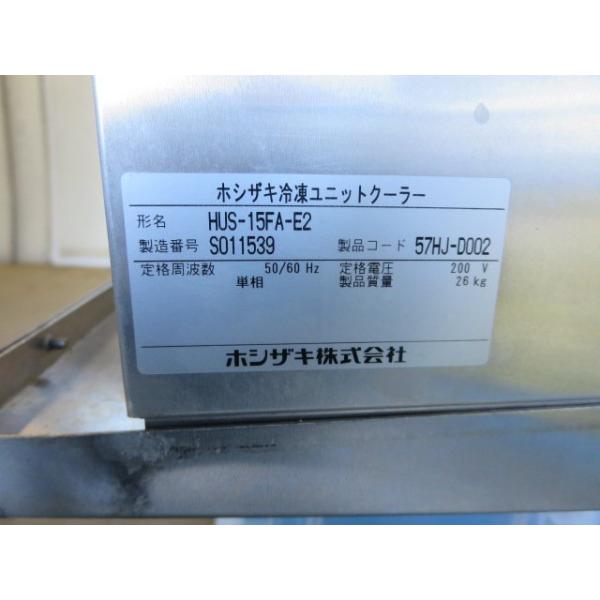 ホシザキ冷凍ユニットクーラー
形名 HUS-15FA-E2
製造番号 S011539 製品コード 57HJ-D002
定格周波数 50/60 Hz 定格電圧 200 V
単相 製品質量 26 kg
ホシザキ株式会社